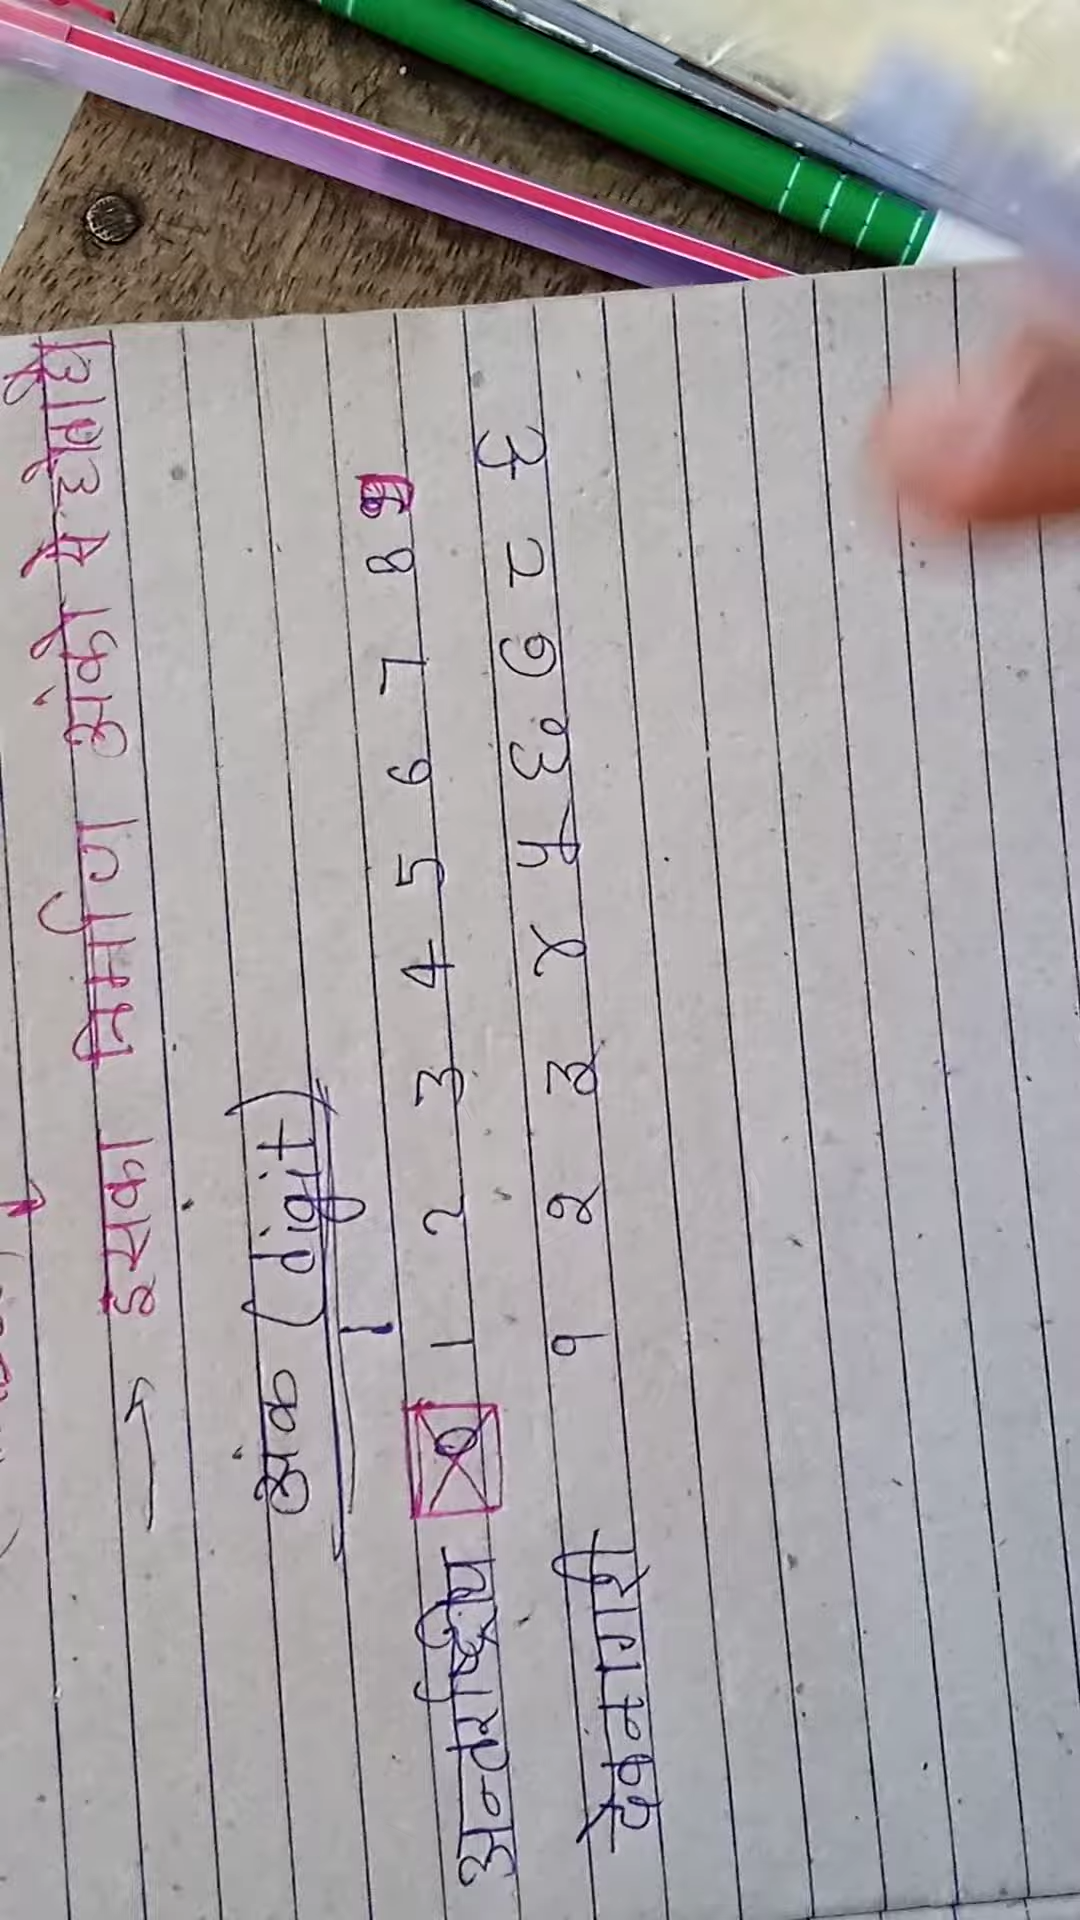 → इसका निर्माण अंको से हुआ है
अंक (digit)
अन्तर्राष्ट्रिय 0 1 2 3 4 5 6 7 8 9
देवनागरी १ २ ३ ४ ५ ६ ७ ८ ९